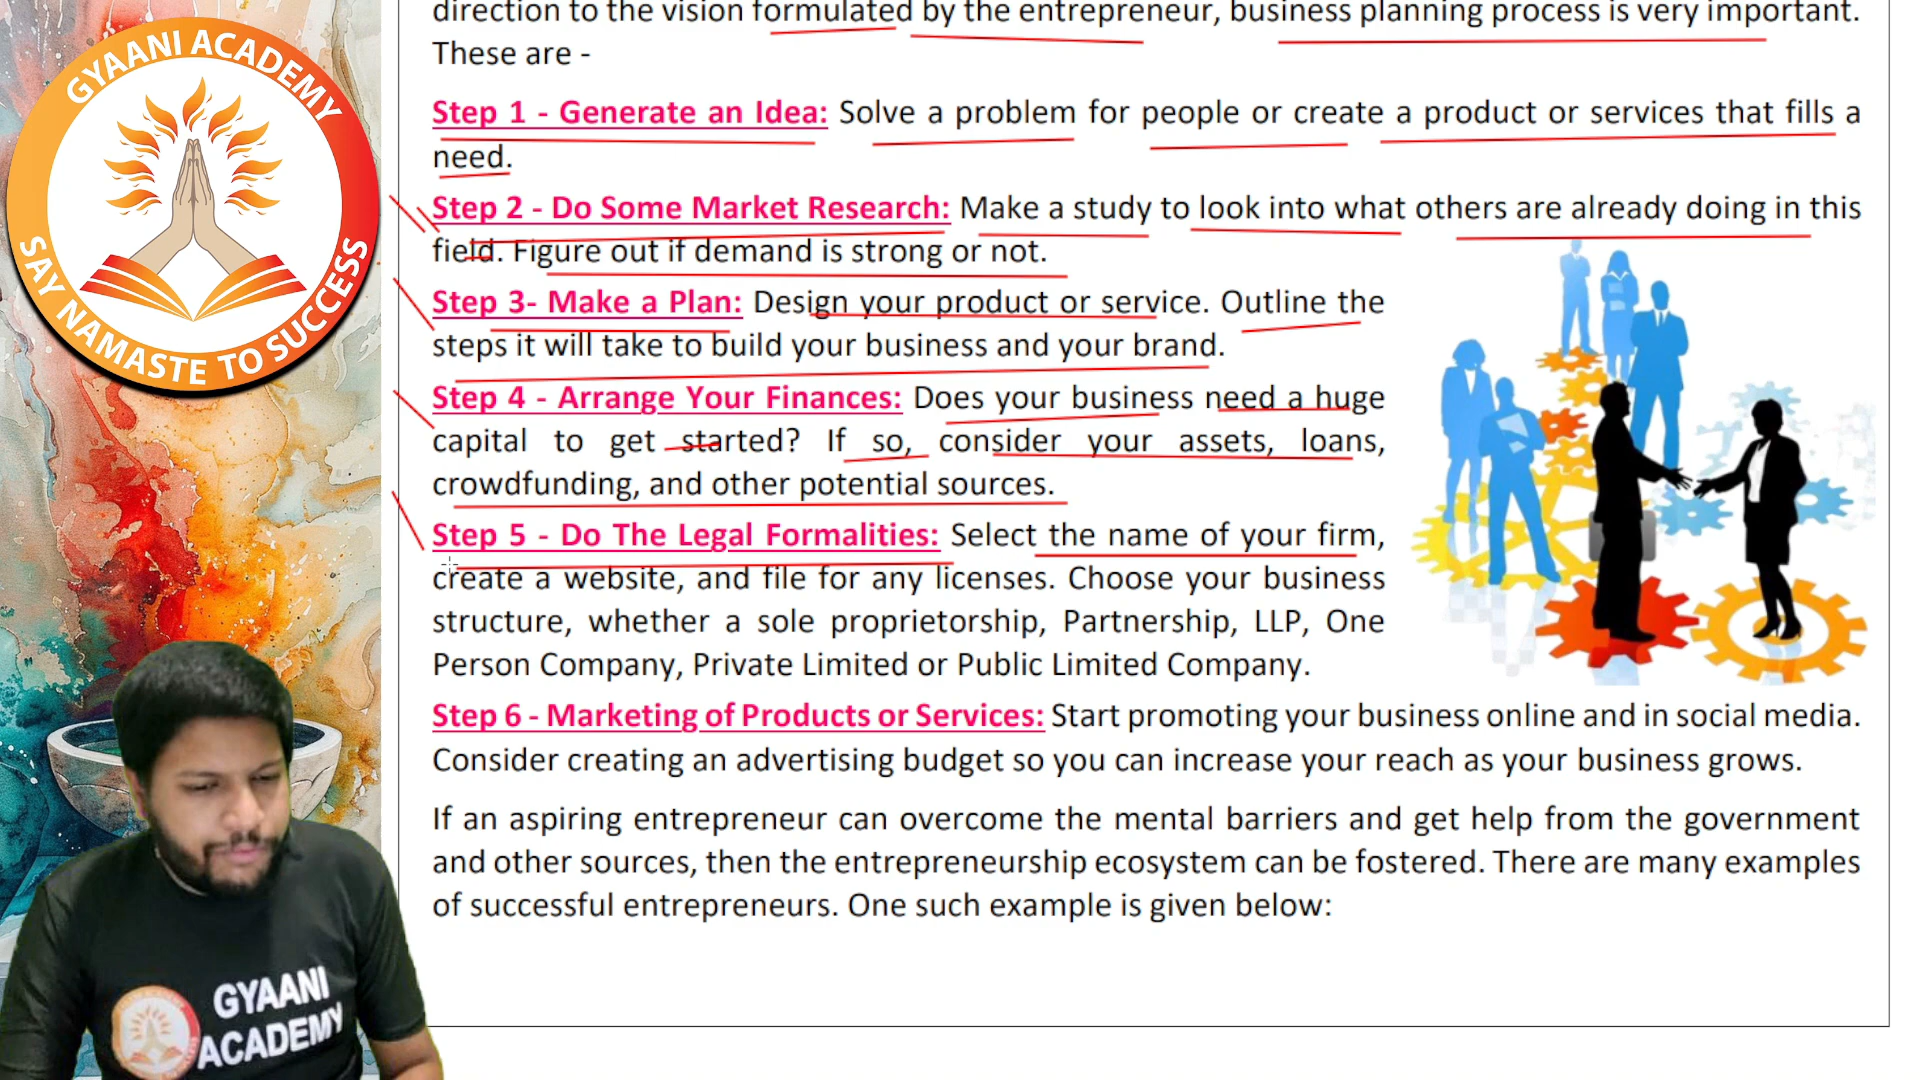 GYAANI ACADEMY
SAY NAMASTE TO SUCCESS
direction to the vision formulated by the entrepreneur, business planning process is very important.
These are -
Step 1 - Generate an Idea: Solve a problem for people or create a product or services that fills a
need.
Step 2 - Do Some Market Research: Make a study to look into what others are already doing in this
field. Figure out if demand is strong or not.
Step 3- Make a Plan: Design your product or service. Outline the
steps it will take to build your business and your brand.
Step 4 - Arrange Your Finances: Does your business need a huge
capital to get started? If so, consider your assets, loans,
crowdfunding, and other potential sources.
Step 5 - Do The Legal Formalities: Select the name of your firm,
create a website, and file for any licenses. Choose your business
structure, whether a sole proprietorship, Partnership, LLP, One
Person Company, Private Limited or Public Limited Company.
Step 6 - Marketing of Products or Services: Start promoting your business online and in social media.
Consider creating an advertising budget so you can increase your reach as your business grows.
If an aspiring entrepreneur can overcome the mental barriers and get help from the government
and other sources, then the entrepreneurship ecosystem can be fostered. There are many examples
of successful entrepreneurs. One such example is given below:
GYAANI
ACADEMY